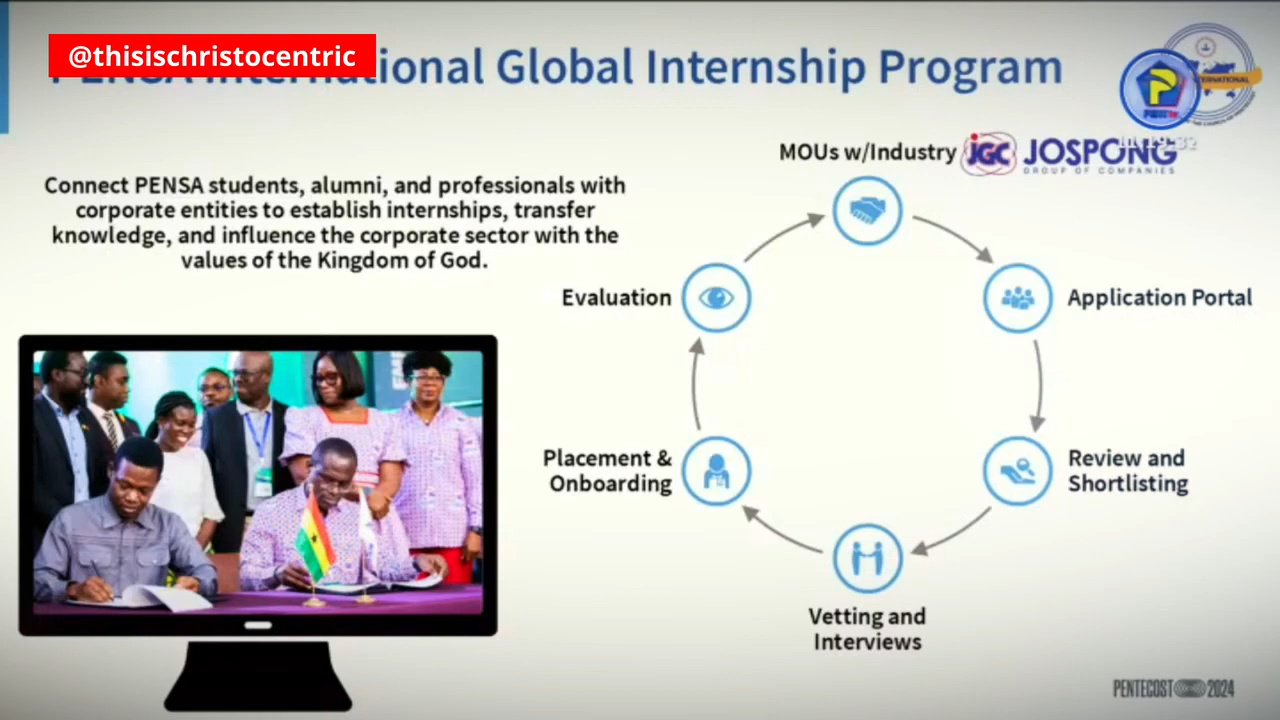 @thisischristocentric
PENSA International Global Internship Program
MOUs w/Industry
JGC JOSPONG
GROUP OF COMPANIES
Connect PENSA students, alumni, and professionals with
corporate entities to establish internships, transfer
knowledge, and influence the corporate sector with the
values of the Kingdom of God.
Evaluation
Application Portal
Placement &
Onboarding
Review and
Shortlisting
Vetting and
Interviews
PENTECOST 2024